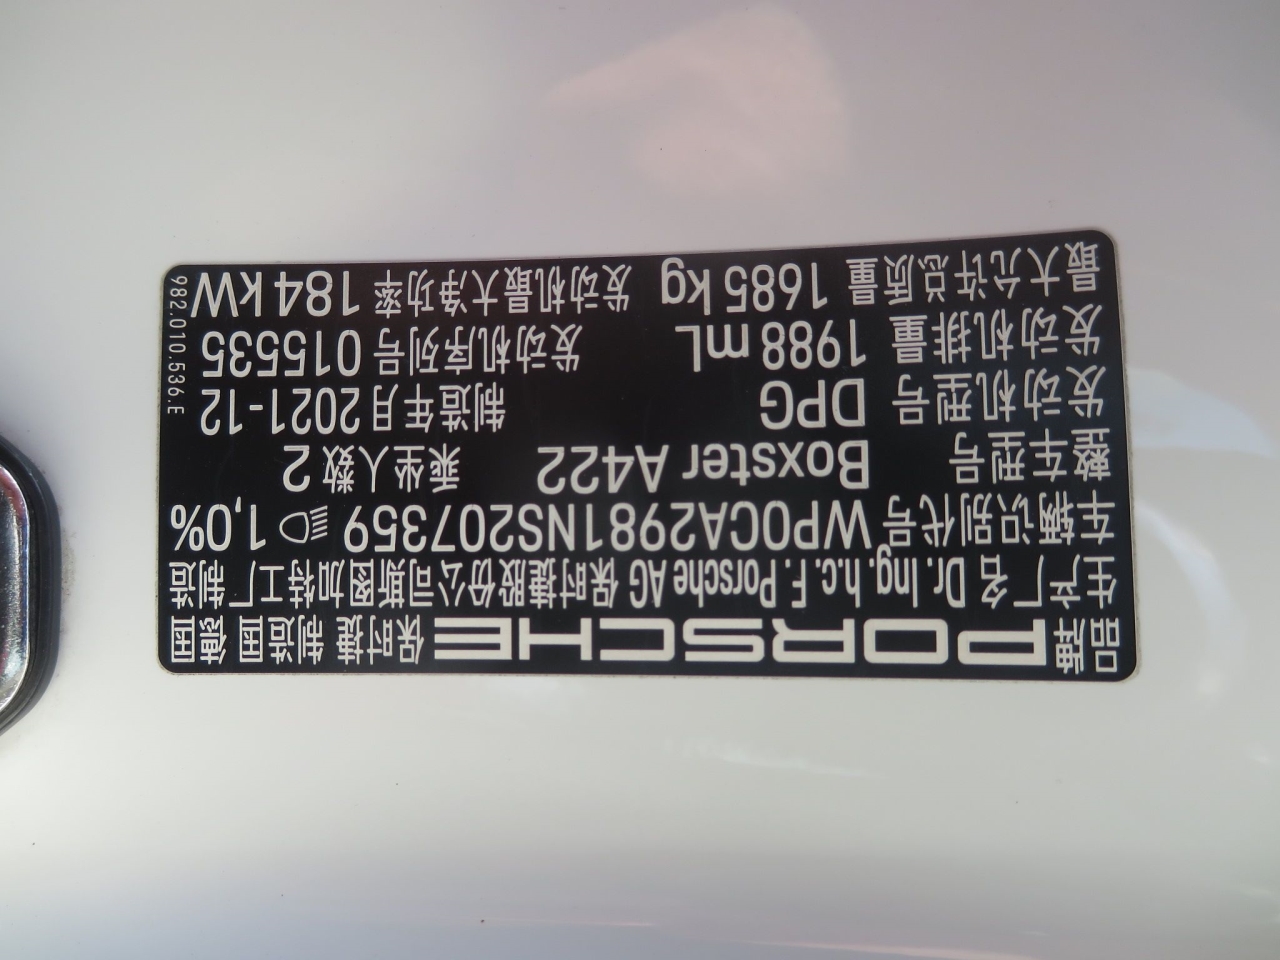 品牌 PORSCHE 保时捷 制造国 德国
生产厂名 Dr. Ing. h.c. F. Porsche AG 保时捷股份公司斯图加特工厂制造
车辆识别代号 WP0CA2981NS207359 1,0%
整车型号 Boxster A422 乘坐人数 2
发动机型号 DPG 制造年月 2021-12
发动机排量 1988 mL 发动机序列号 015535
最大允许总质量 1685 kg 发动机最大净功率 184 kW
982.010.536.E